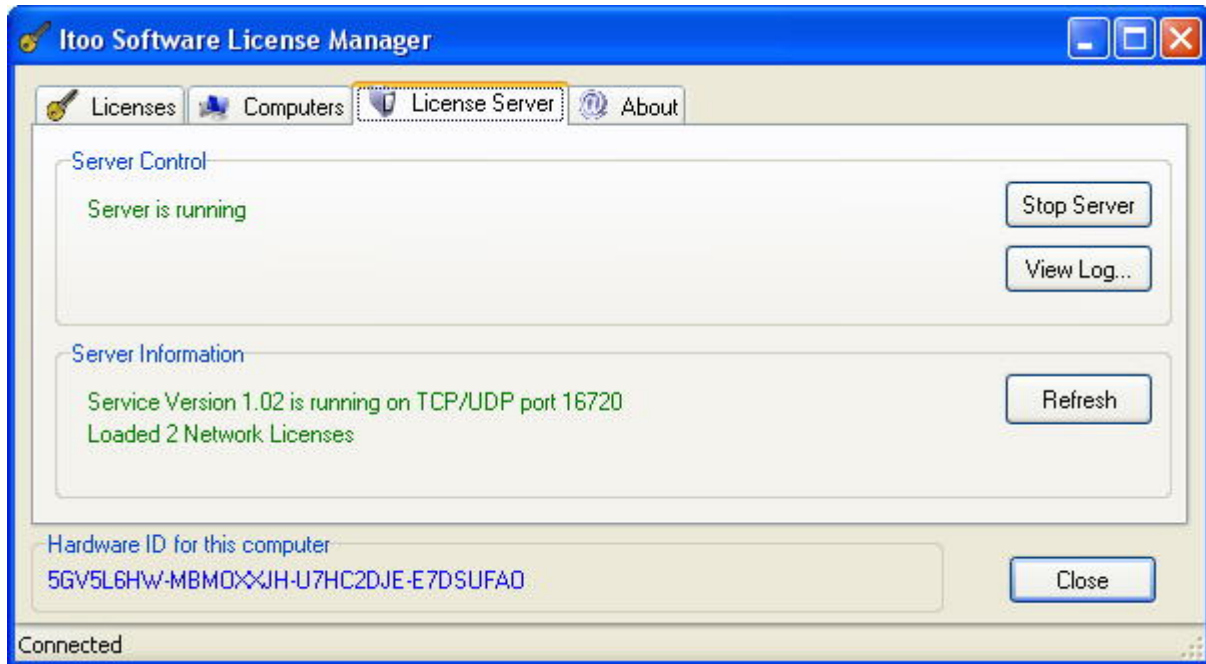 Itoo Software License Manager
Licenses Computers License Server About
Server Control
Server is running
Stop Server
View Log...
Server Information
Service Version 1.02 is running on TCP/UDP port 16720
Loaded 2 Network Licenses
Refresh
Hardware ID for this computer
5GV5L6HW-MBMOXXJH-U7HC2DJE-E7DSUFAO
Close
Connected